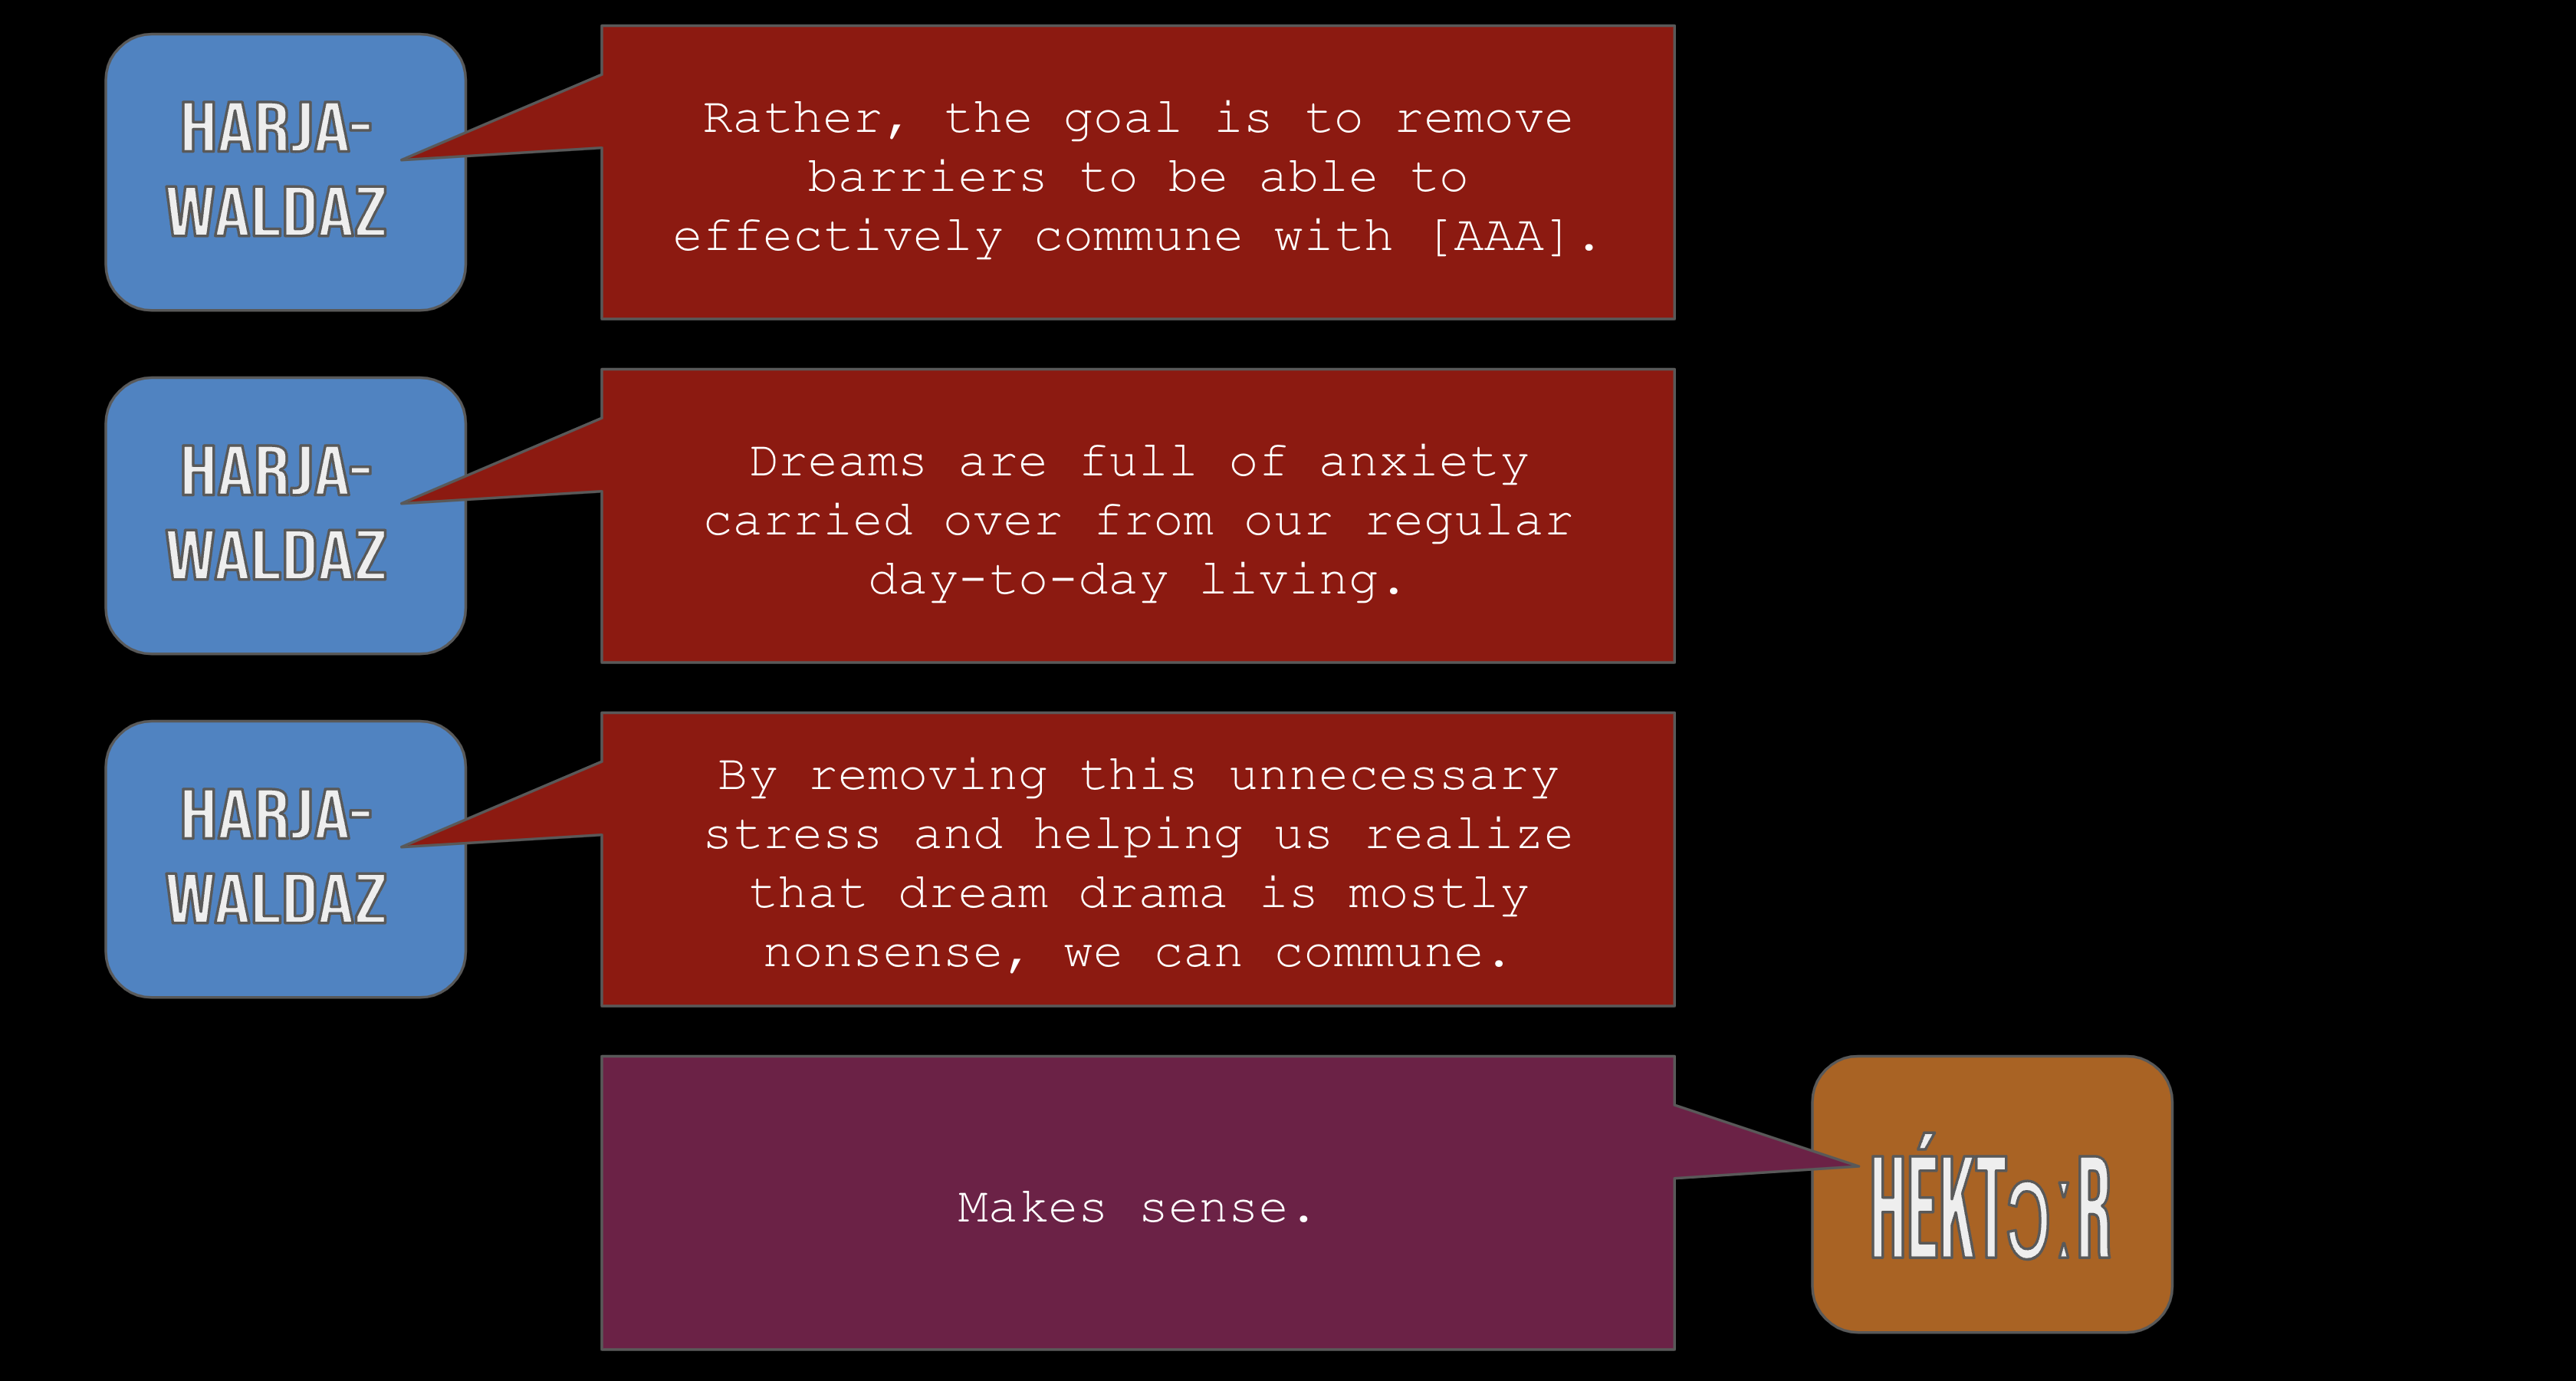 HARJA-
WALDAZ
Rather, the goal is to remove
barriers to be able to
effectively commune with [AAA].
HARJA-
WALDAZ
Dreams are full of anxiety
carried over from our regular
day-to-day living.
HARJA-
WALDAZ
By removing this unnecessary
stress and helping us realize
that dream drama is mostly
nonsense, we can commune.
Makes sense.
HÉKTɔːR